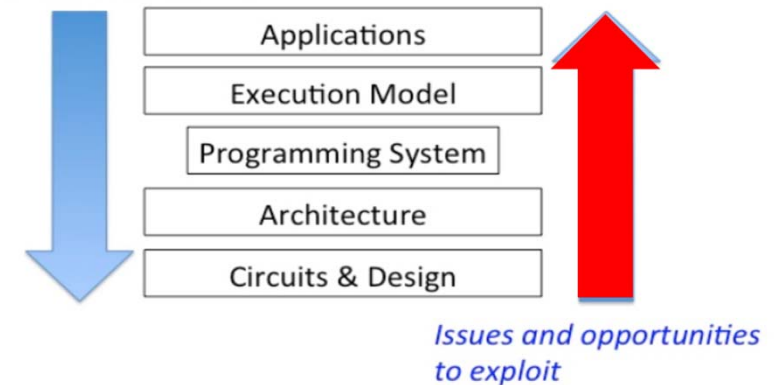 Applications
Execution Model
Programming System
Architecture
Circuits & Design
Issues and opportunities
to exploit